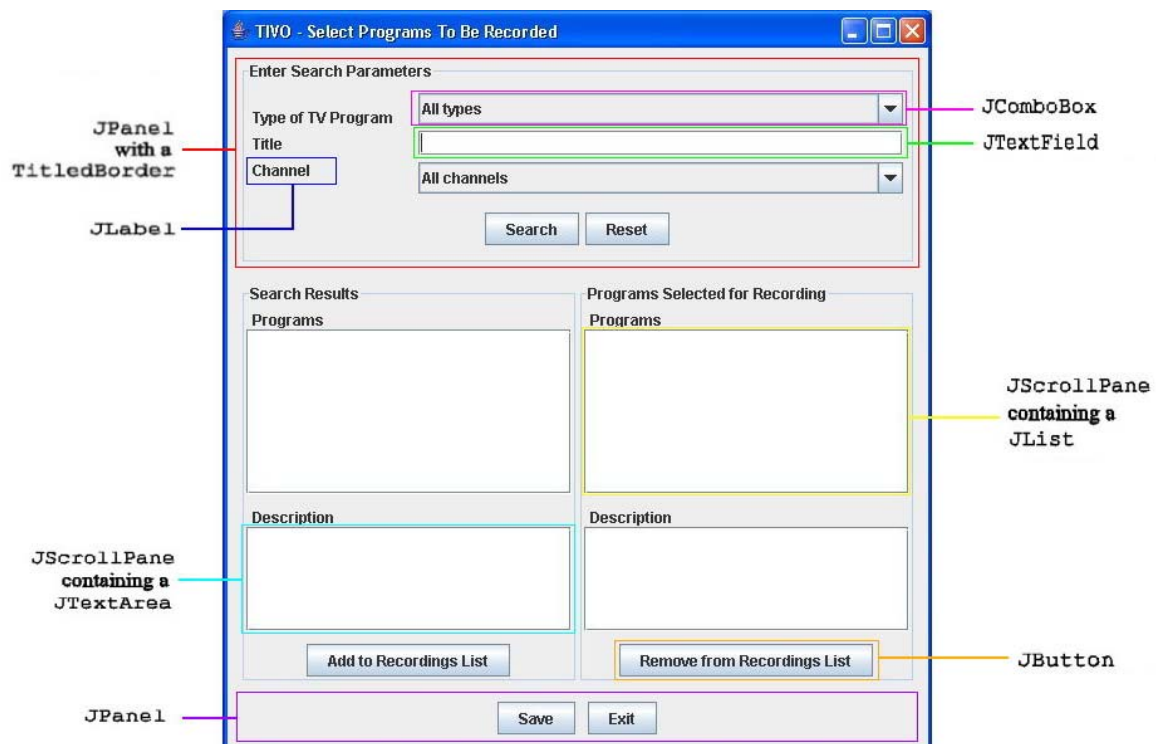 TIVO - Select Programs To Be Recorded
Enter Search Parameters
Type of TV Program
All types
Title
Channel
All channels
Search
Reset
Search Results
Programs
Description
Add to Recordings List
Programs Selected for Recording
Programs
Description
Remove from Recordings List
Save
Exit
JPanel
with a
TitledBorder
JLabel
JScrollPane
containing a
JTextArea
JPanel
JComboBox
JTextField
JScrollPane
containing a
JList
JButton